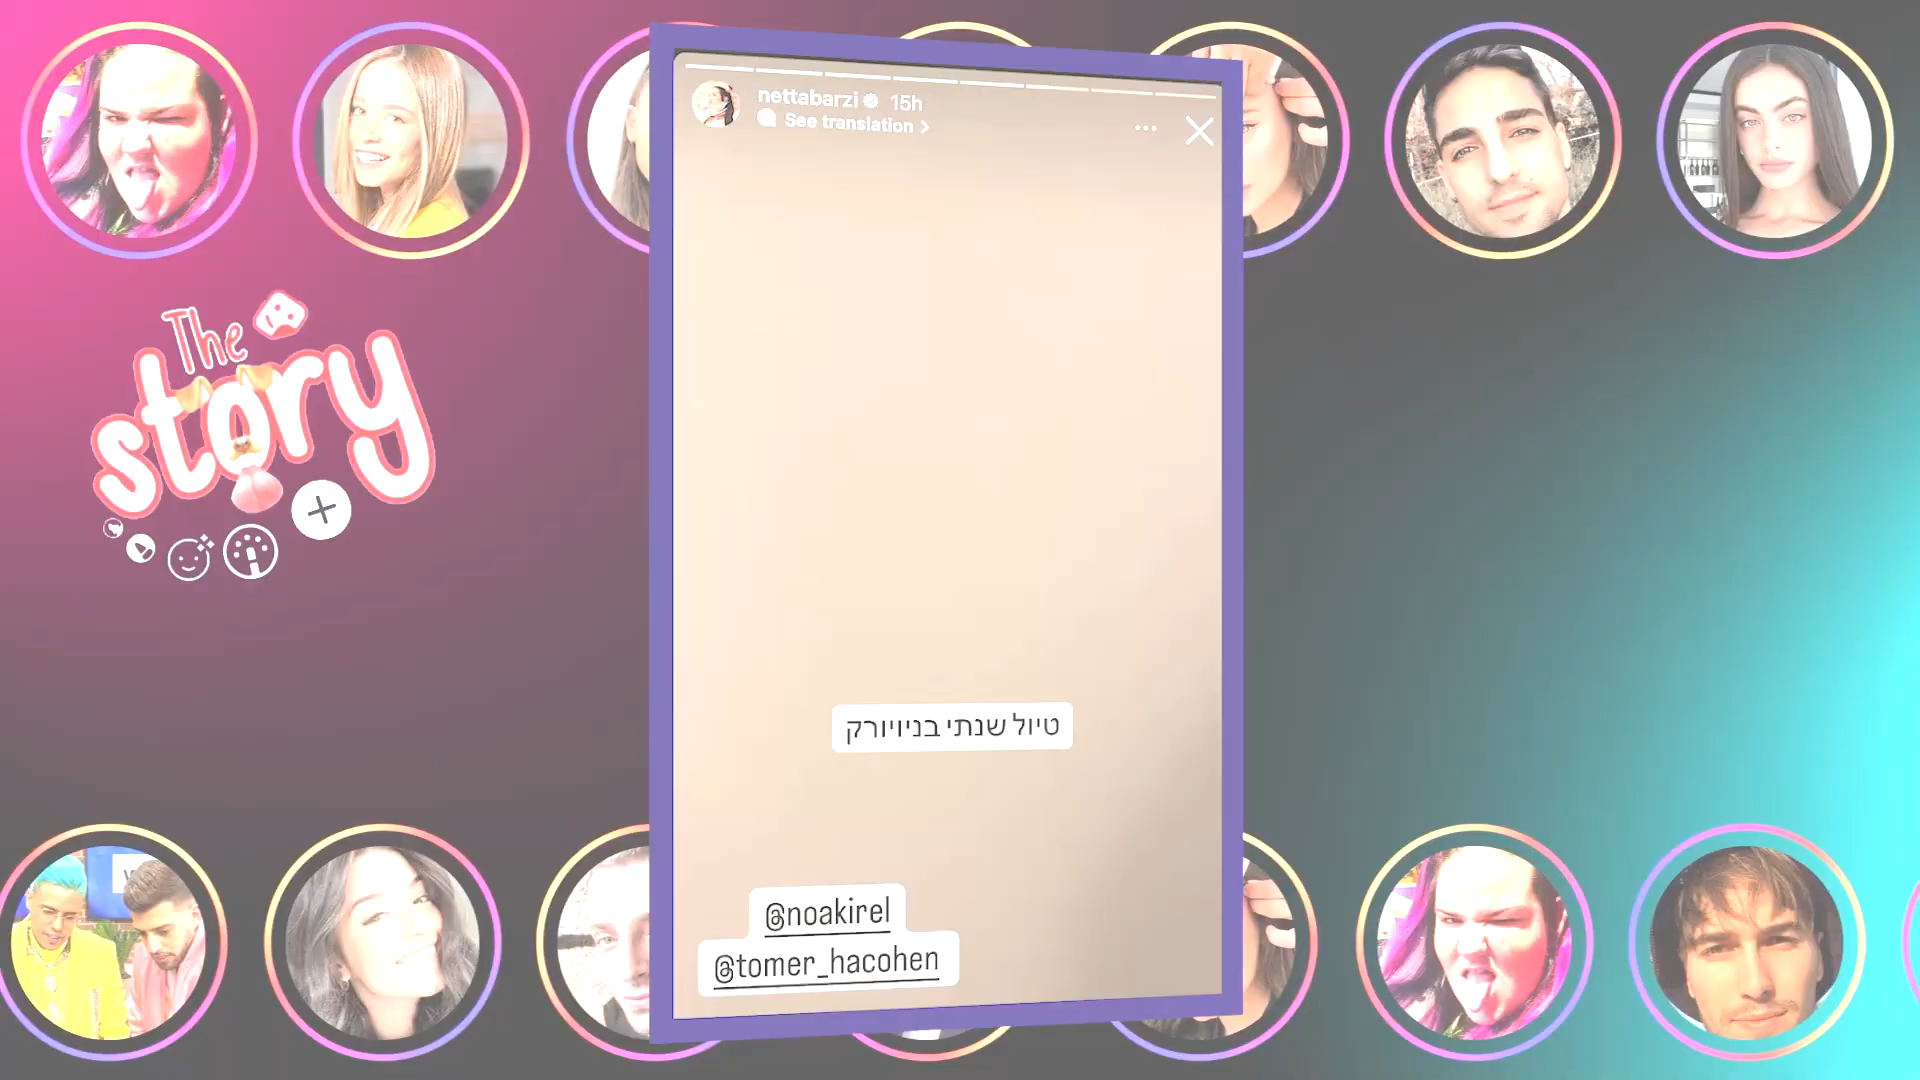 The
story
nettabarzi 15h
See translation
טיול שנתי בניויורק
@noakirel
@tomer_hacohen